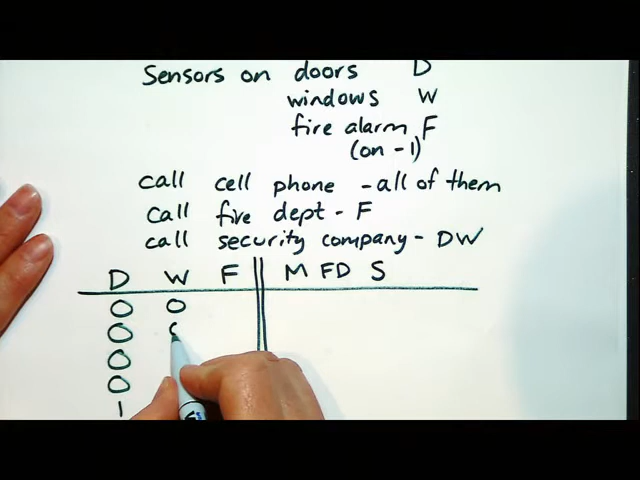 Sensors on doors D
windows W
fire alarm F
(on - 1)
call cell phone - all of them
call fire dept - F
call security company - DW
D W F M FD S
0 0
0
0
0
1